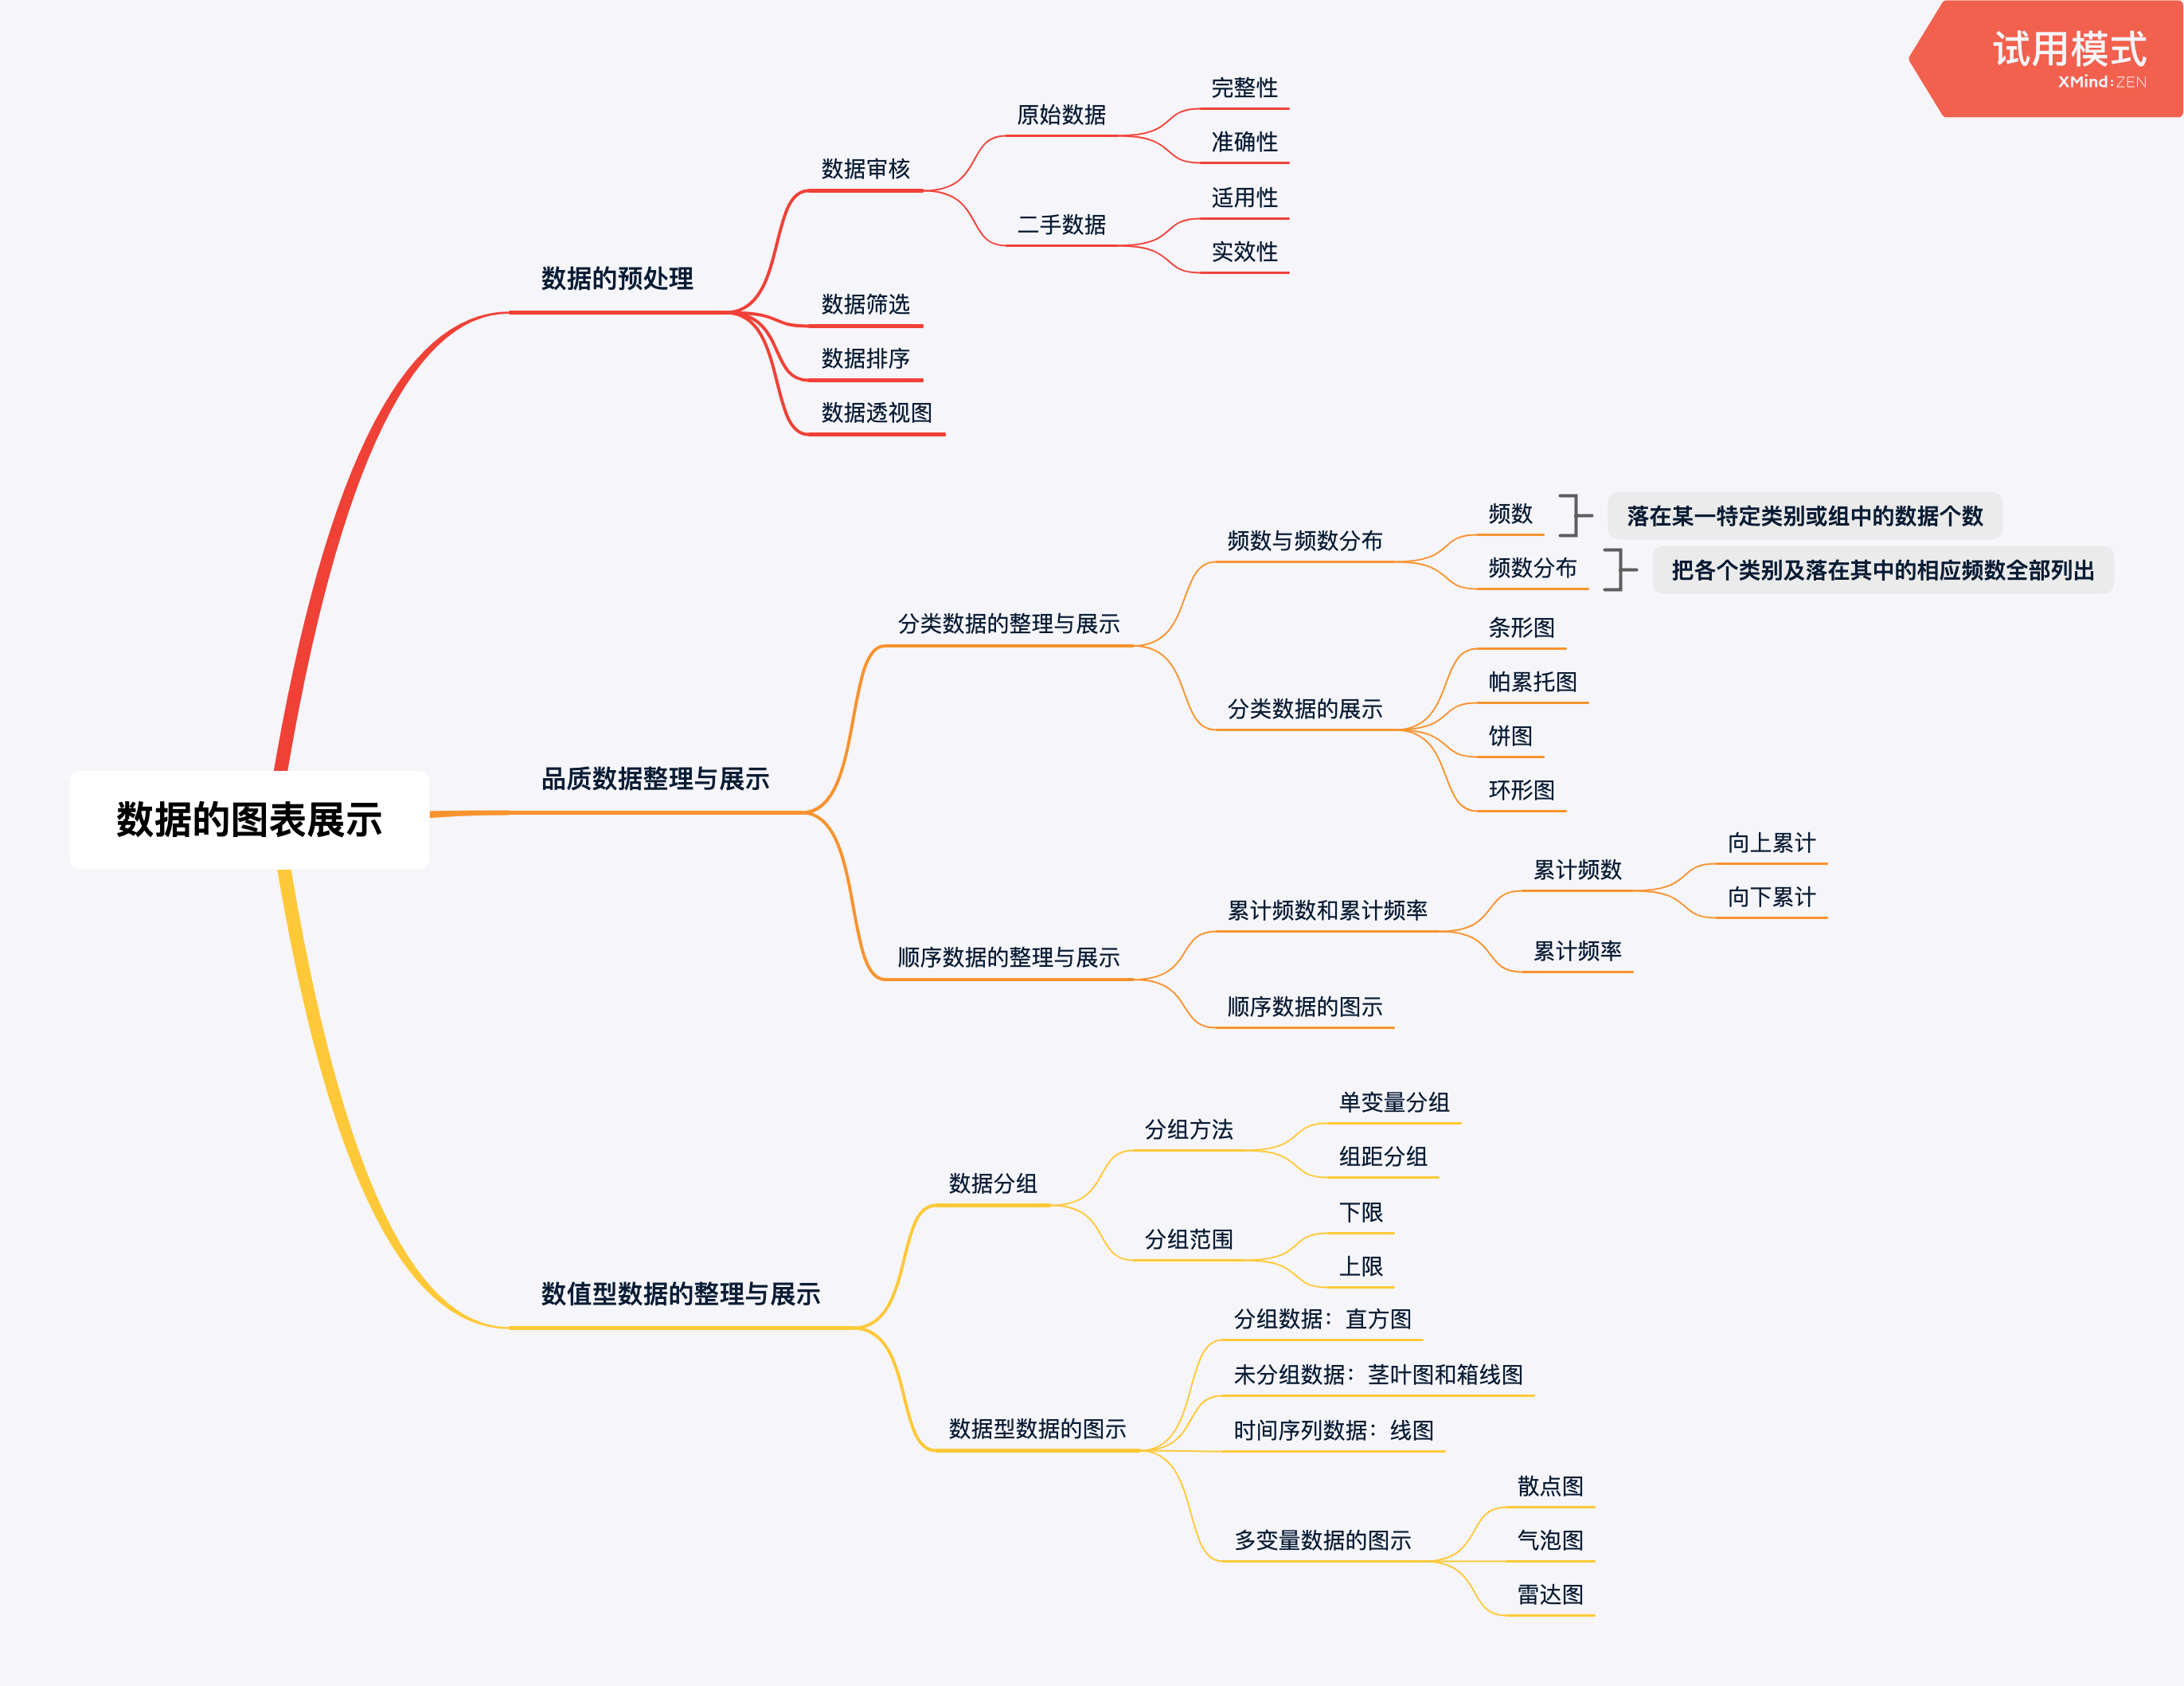 试用模式
XMind:ZEN
数据的图表展示
数据的预处理
数据审核
原始数据
完整性
准确性
二手数据
适用性
实效性
数据筛选
数据排序
数据透视图
品质数据整理与展示
分类数据的整理与展示
频数与频数分布
频数
落在某一特定类别或组中的数据个数
频数分布
把各个类别及落在其中的相应频数全部列出
分类数据的展示
条形图
帕累托图
饼图
环形图
顺序数据的整理与展示
累计频数和累计频率
累计频数
向上累计
向下累计
累计频率
顺序数据的图示
数值型数据的整理与展示
数据分组
分组方法
单变量分组
组距分组
分组范围
下限
上限
数据型数据的图示
分组数据：直方图
未分组数据：茎叶图和箱线图
时间序列数据：线图
多变量数据的图示
散点图
气泡图
雷达图